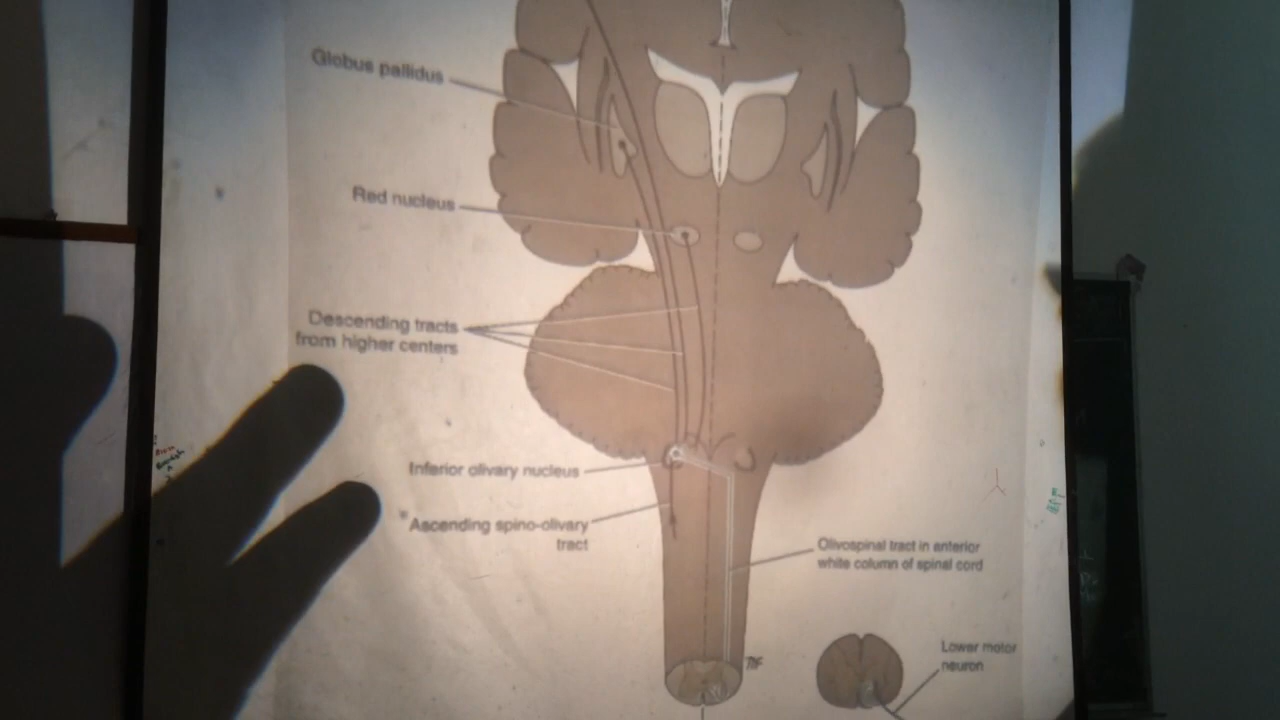 Globus pallidus
Red nucleus
Descending tracts
from higher centers
Inferior olivary nucleus
Ascending spino-olivary
tract
Olivospinal tract in anterior
white column of spinal cord
Lower motor
neuron